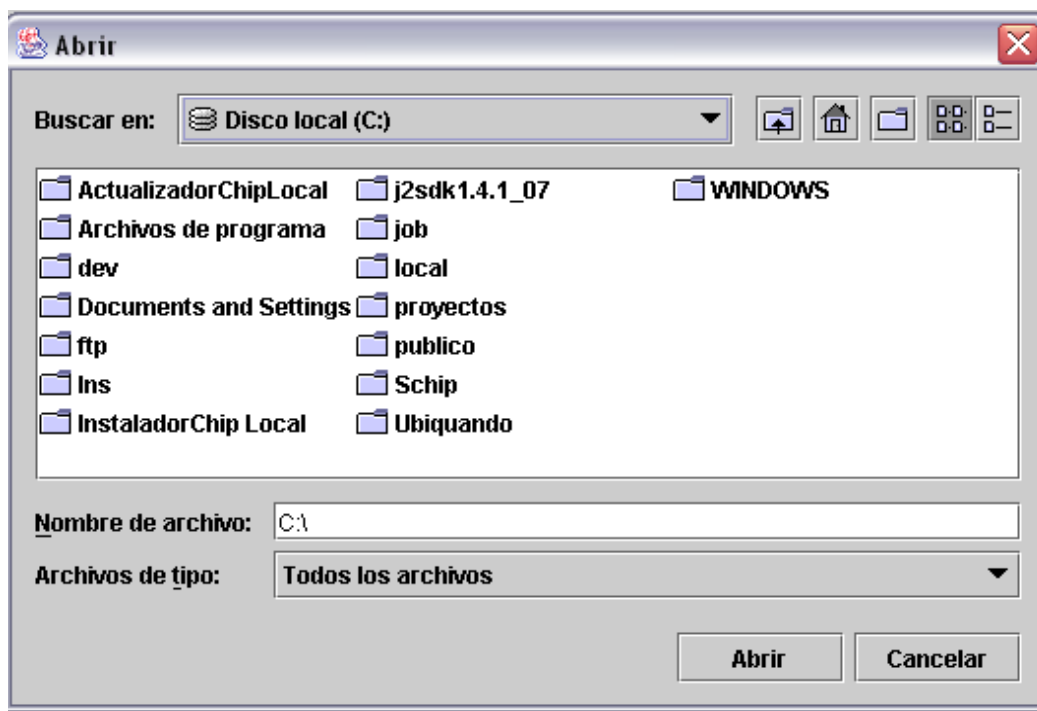 Abrir
Buscar en: Disco local (C:)
ActualizadorChipLocal j2sdk1.4.1_07 WINDOWS
Archivos de programa job
dev local
Documents and Settings proyectos
ftp publico
Ins Schip
InstaladorChip Local Ubiquando
Nombre de archivo: C:\
Archivos de tipo: Todos los archivos
Abrir Cancelar